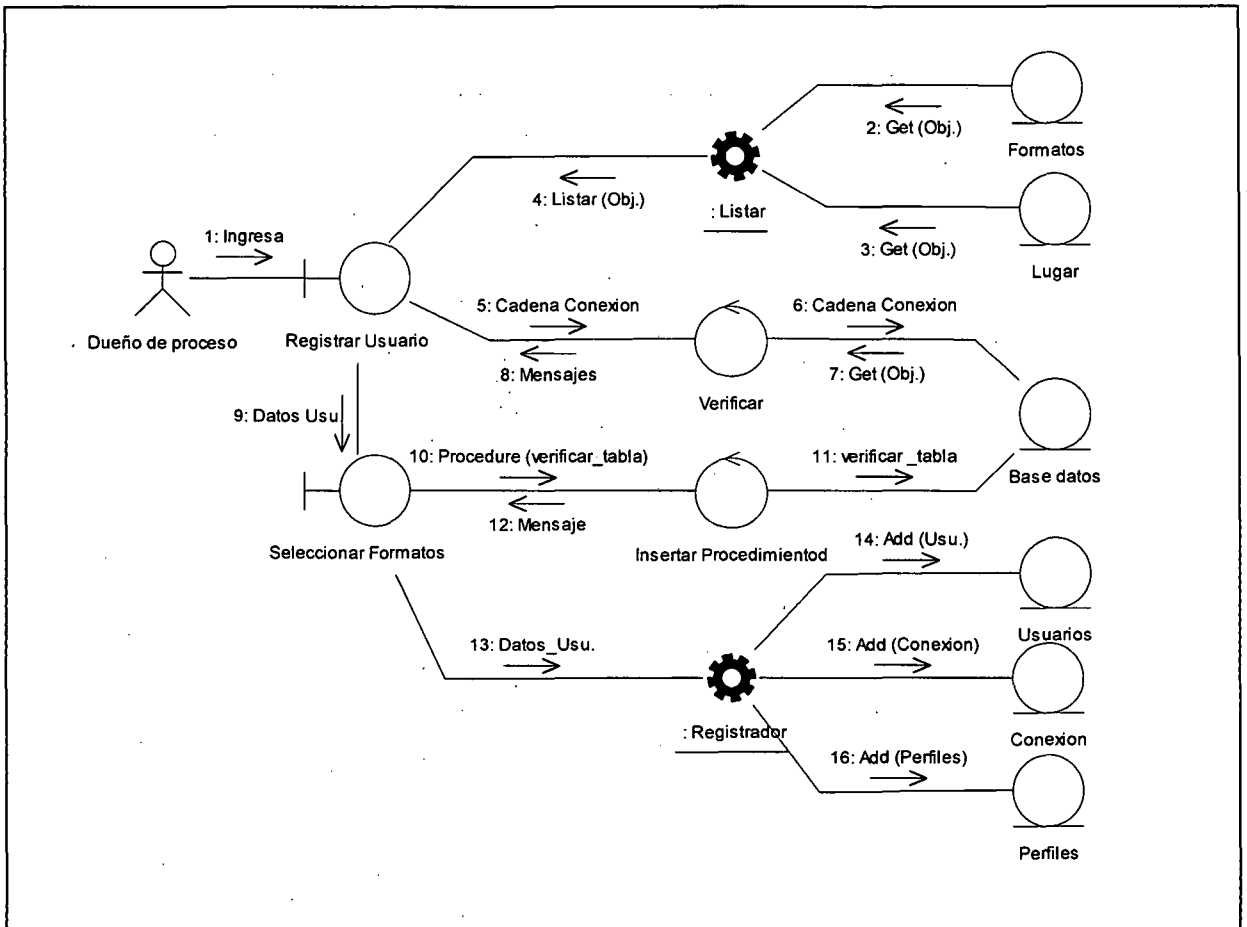 2: Get (Obj.)
Formatos
4: Listar (Obj.)
: Listar
3: Get (Obj.)
Lugar
1: Ingresa
Dueño de proceso
Registrar Usuario
5: Cadena Conexion
6: Cadena Conexion
8: Mensajes
7: Get (Obj.)
Verificar
9: Datos Usu
10: Procedure (verificar_tabla)
11: verificar _tabla
Base datos
12: Mensaje
Seleccionar Formatos
Insertar Procedimientod
14: Add (Usu.)
Usuarios
13: Datos_Usu.
15: Add (Conexion)
: Registrador
Conexion
16: Add (Perfiles)
Perfiles